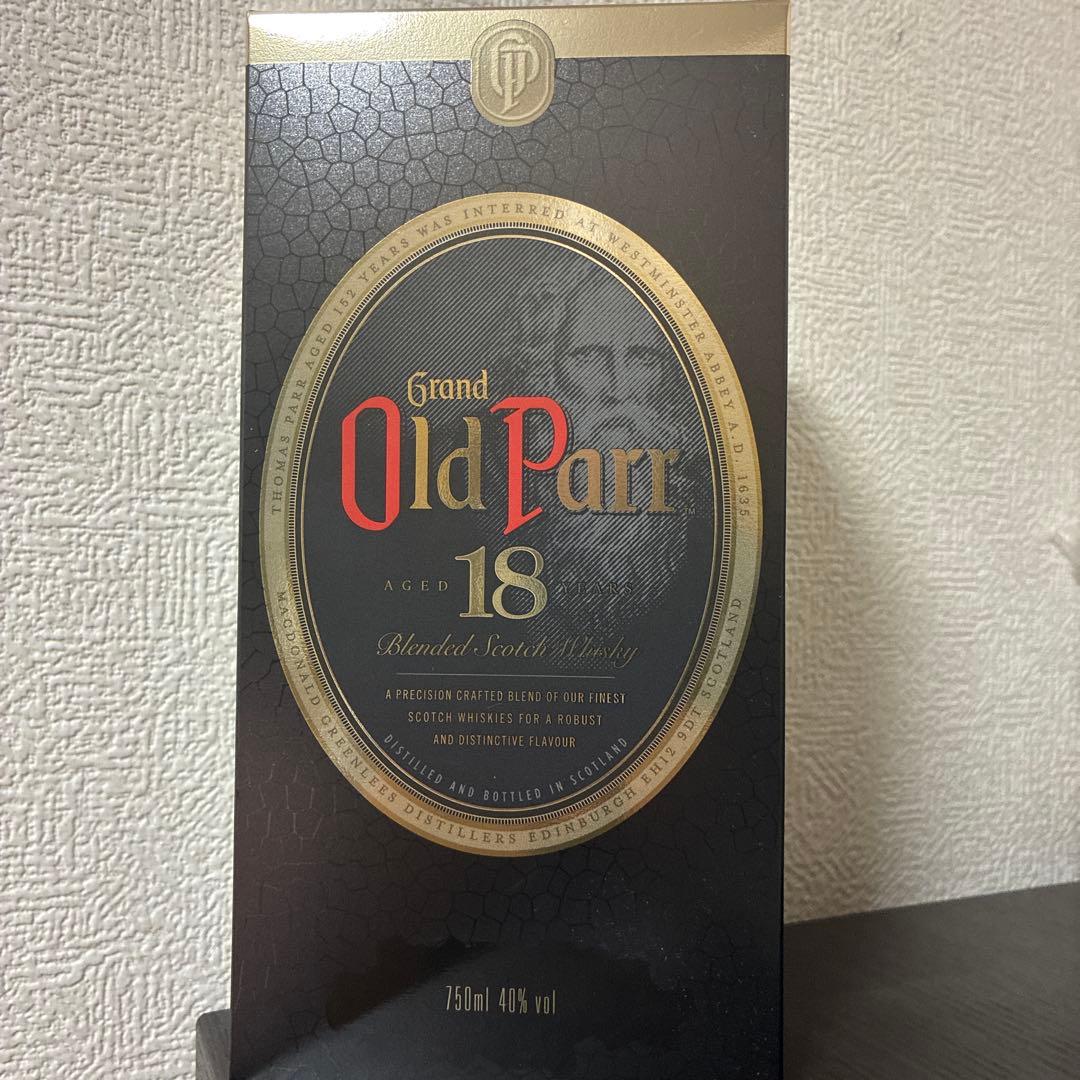 THOMAS PARR AGED 152 YEARS WAS INTERRED AT WESTMINSTER ABBEY A.D. 1635
Grand
Old Parr™
AGED 18 YEARS
Blended Scotch Whisky
A PRECISION CRAFTED BLEND OF OUR FINEST
SCOTCH WHISKIES FOR A ROBUST
AND DISTINCTIVE FLAVOUR
DISTILLED AND BOTTLED IN SCOTLAND
MACDONALD GREENLEES DISTILLERS EDINBURGH EH12 9DT SCOTLAND
750ml 40% vol